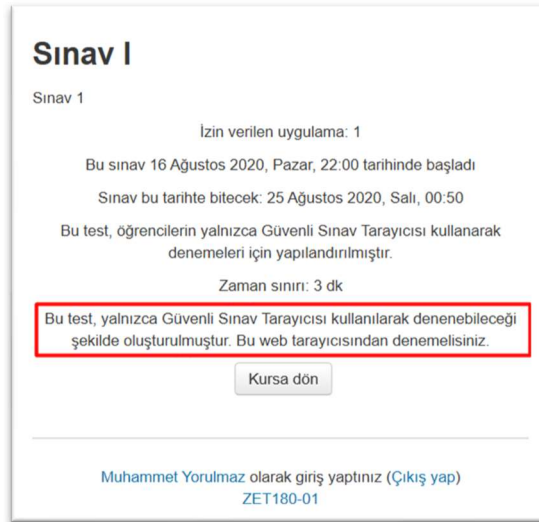 Sınav I
Sınav 1
İzin verilen uygulama: 1
Bu sınav 16 Ağustos 2020, Pazar, 22:00 tarihinde başladı
Sınav bu tarihte bitecek: 25 Ağustos 2020, Salı, 00:50
Bu test, öğrencilerin yalnızca Güvenli Sınav Tarayıcısı kullanarak
denemeleri için yapılandırılmıştır.
Zaman sınırı: 3 dk
Bu test, yalnızca Güvenli Sınav Tarayıcısı kullanılarak denenebileceği
şekilde oluşturulmuştur. Bu web tarayıcısından denemelisiniz.
Kursa dön
Muhammet Yorulmaz olarak giriş yaptınız (Çıkış yap)
ZET180-01